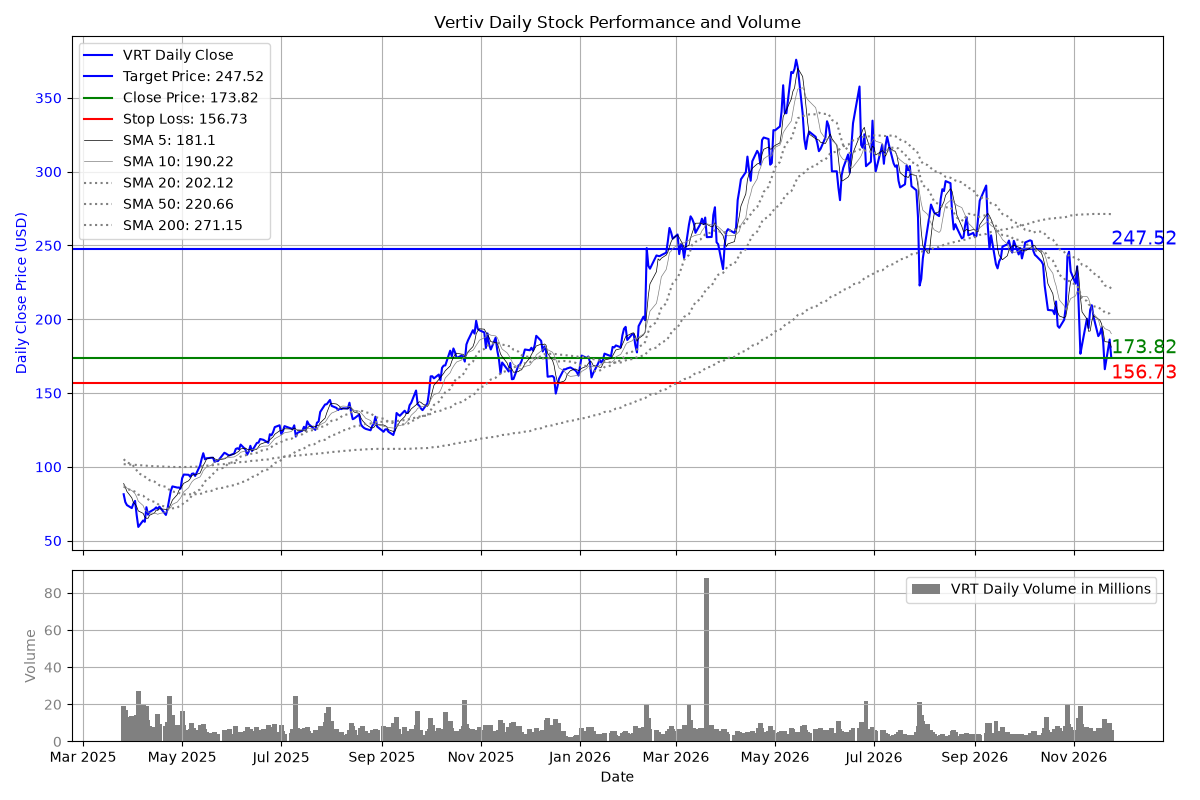 Vertiv Daily Stock Performance and Volume
VRT Daily Close
Target Price: 247.52
Close Price: 173.82
Stop Loss: 156.73
SMA 5: 181.1
SMA 10: 190.22
SMA 20: 202.12
SMA 50: 220.66
SMA 200: 271.15
Daily Close Price (USD)
350
300
250
200
150
100
50
247.52
173.82
156.73
VRT Daily Volume in Millions
Volume
80
60
40
20
0
Mar 2025 May 2025 Jul 2025 Sep 2025 Nov 2025 Jan 2026 Mar 2026 May 2026 Jul 2026 Sep 2026 Nov 2026
Date